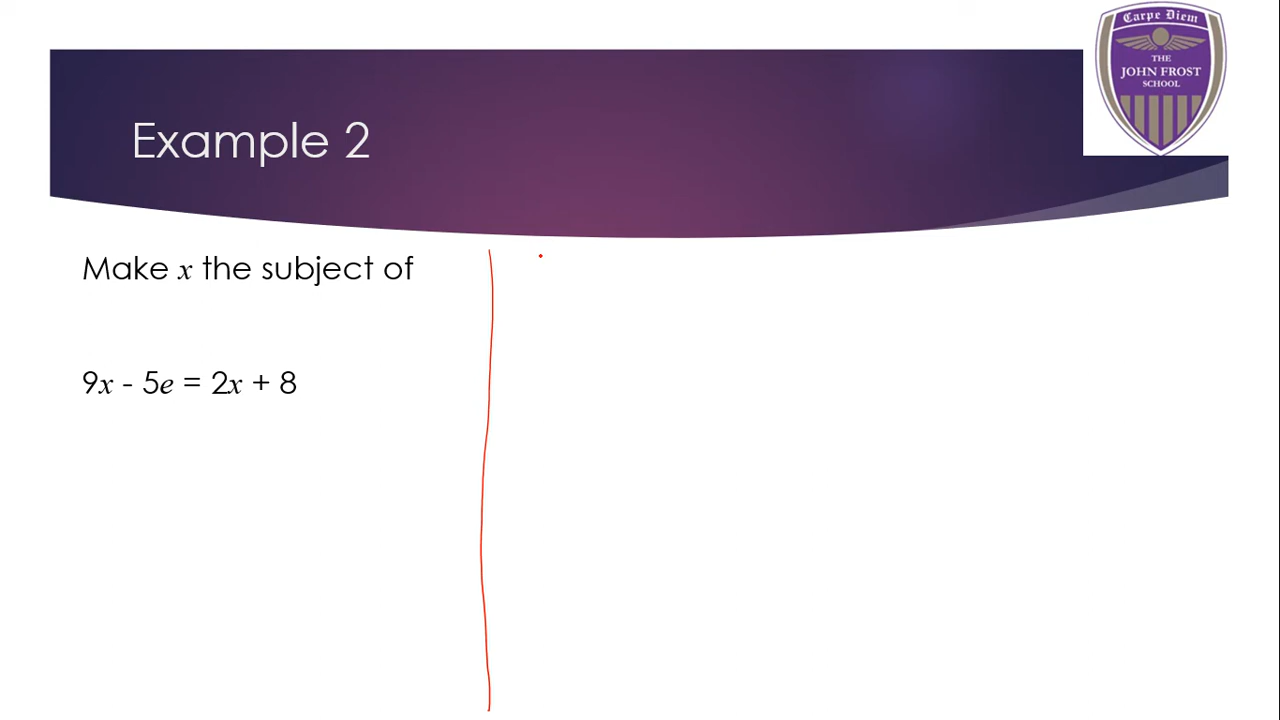 Carpe Diem
THE
JOHN FROST
SCHOOL
Example 2
Make x the subject of
9x - 5e = 2x + 8